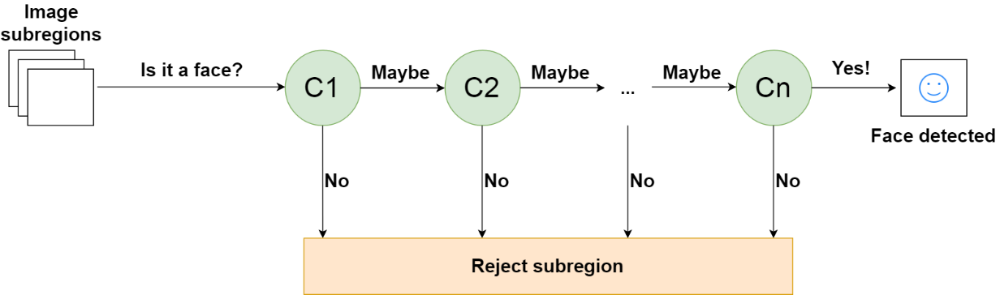 Image
subregions
Is it a face?
C1
Maybe
C2
Maybe
...
Maybe
Cn
Yes!
Face detected
No
No
No
No
Reject subregion